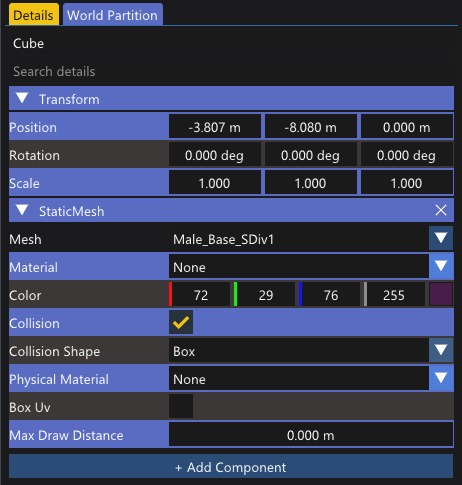 Details World Partition
Cube
Search details
Transform
Position -3.807 m -8.080 m 0.000 m
Rotation 0.000 deg 0.000 deg 0.000 deg
Scale 1.000 1.000 1.000
StaticMesh
Mesh Male_Base_SDiv1
Material None
Color 72 29 76 255
Collision
Collision Shape Box
Physical Material None
Box Uv
Max Draw Distance 0.000 m
+ Add Component